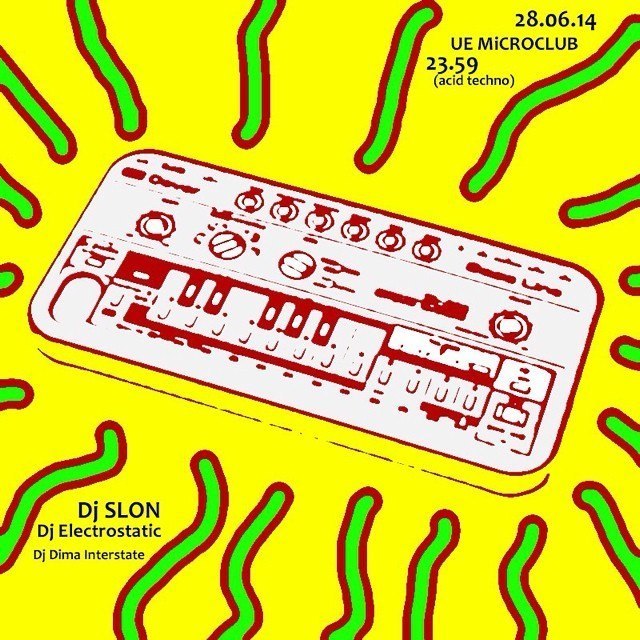 28.06.14
UE MiCROCLUB
23.59
(acid techno)
Dj SLON
Dj Electrostatic
Dj Dima Interstate